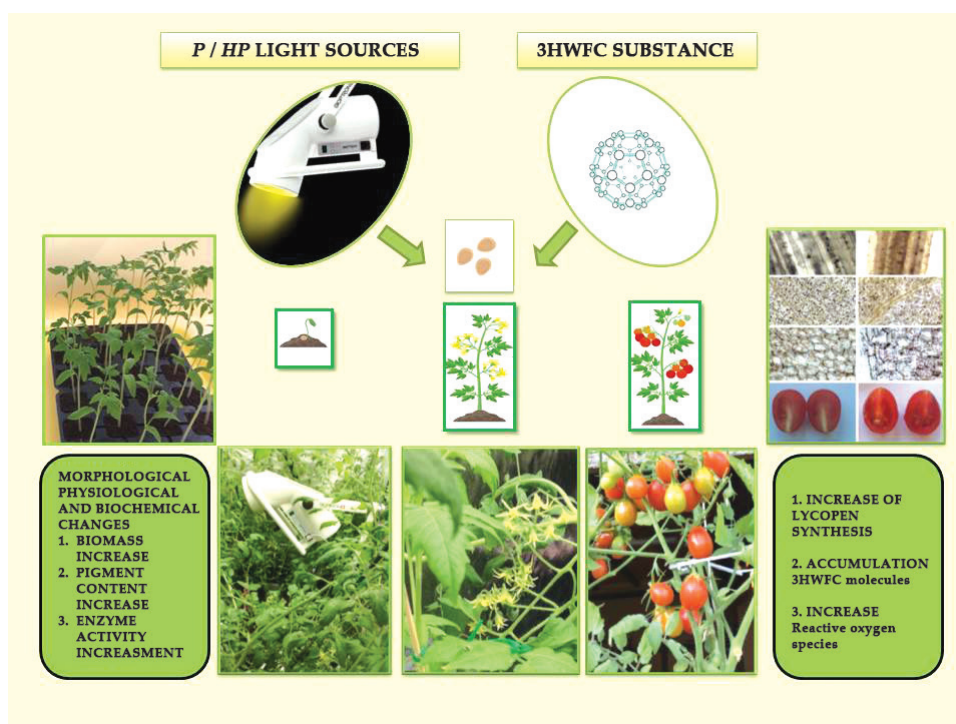 P / HP LIGHT SOURCES
3HWFC SUBSTANCE
MORPHOLOGICAL
PHYSIOLOGICAL
AND BIOCHEMICAL
CHANGES
1. BIOMASS
INCREASE
2. PIGMENT
CONTENT
INCREASE
3. ENZYME
ACTIVITY
INCREASMENT
1. INCREASE OF
LYCOPEN
SYNTHESIS
2. ACCUMULATION
3HWFC molecules
3. INCREASE
Reactive oxygen
species